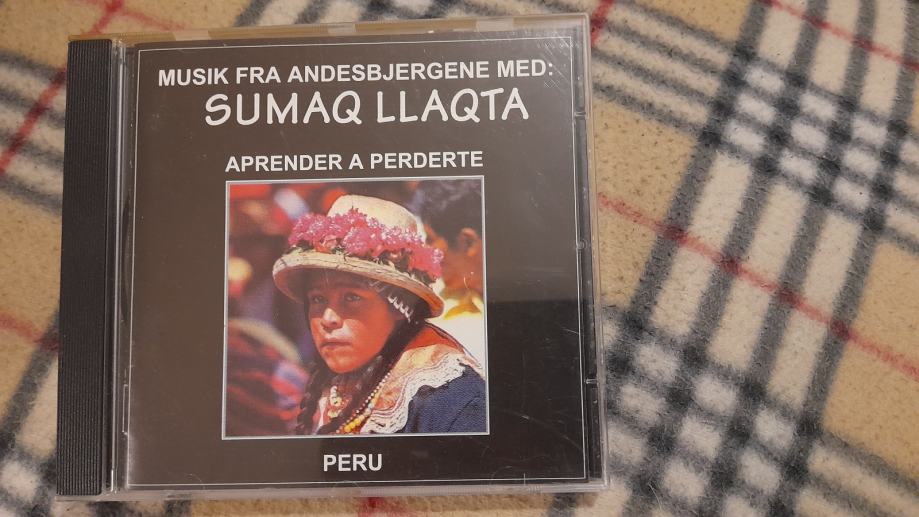 MUSIK FRA ANDESBJERGENE MED:
SUMAQ LLAQTA
APRENDER A PERDERTE
PERU